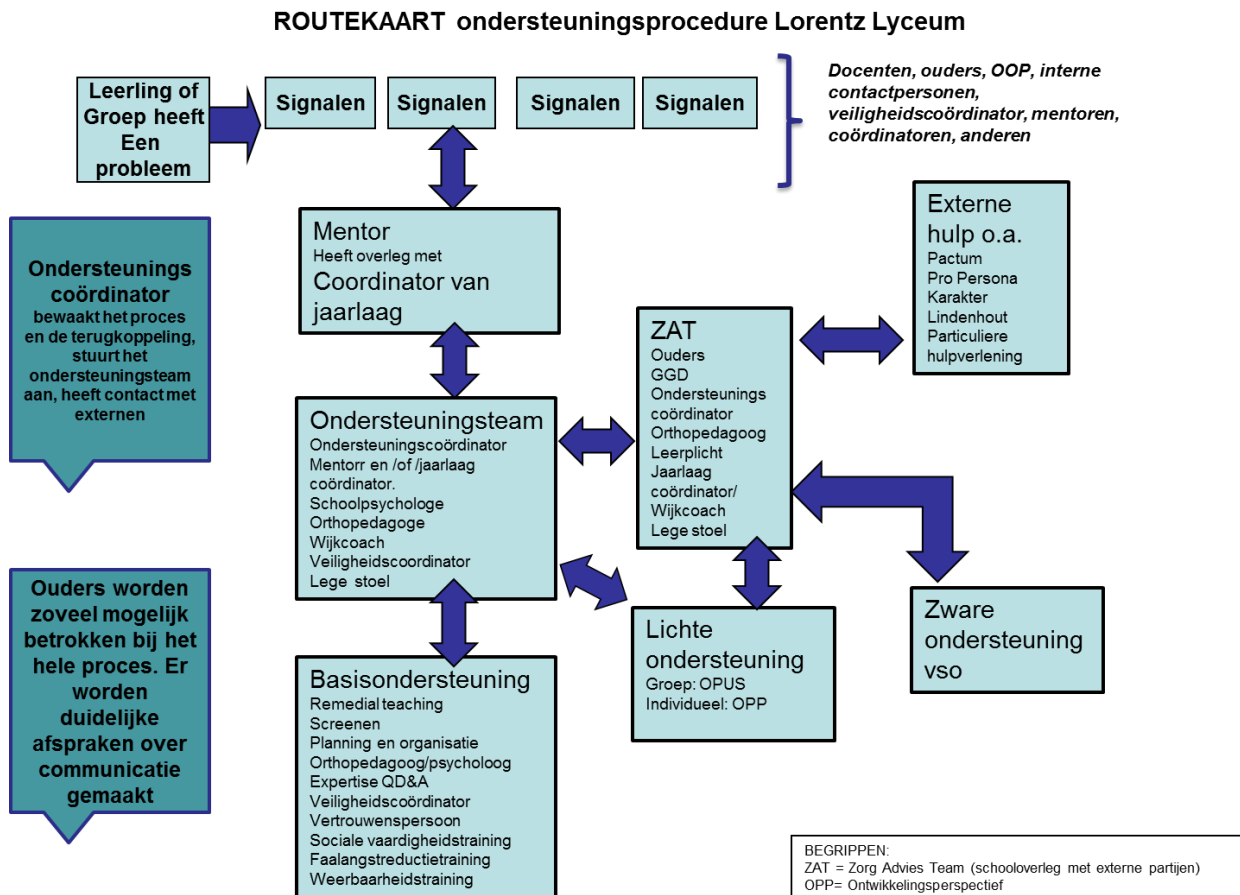 ROUTEKAART ondersteuningsprocedure Lorentz Lyceum
Leerling of
Groep heeft
Een
probleem
Signalen
Signalen
Signalen
Signalen
Docenten, ouders, OOP, interne
contactpersonen,
veiligheidscoördinator, mentoren,
coördinatoren, anderen
Ondersteunings
coördinator
bewaakt het proces
en de terugkoppeling,
stuurt het
ondersteuningsteam
aan, heeft contact met
externen
Mentor
Heeft overleg met
Coordinator van
jaarlaag
Externe
hulp o.a.
Pactum
Pro Persona
Karakter
Lindenhout
Particuliere
hulpverlening
ZAT
Ouders
GGD
Ondersteunings
coördinator
Orthopedagoog
Leerplicht
Jaarlaag
coördinator/
Wijkcoach
Lege stoel
Ondersteuningsteam
Ondersteuningscoördinator
Mentorr en /of /jaarlaag
coördinator.
Schoolpsychologe
Orthopedagoge
Wijkcoach
Veiligheidscoordinator
Lege stoel
Ouders worden
zoveel mogelijk
betrokken bij het
hele proces. Er
worden
duidelijke
afspraken over
communicatie
gemaakt
Lichte
ondersteuning
Groep: OPUS
Individueel: OPP
Zware
ondersteuning
vso
Basisondersteuning
Remedial teaching
Screenen
Planning en organisatie
Orthopedagoog/psycholoog
Expertise QD&A
Veiligheidscoördinator
Vertrouwenspersoon
Sociale vaardigheidstraining
Faalangstreductietraining
Weerbaarheidstraining
BEGRIPPEN:
ZAT = Zorg Advies Team (schooloverleg met externe partijen)
OPP= Ontwikkelingsperspectief